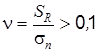 ν = S_R / σ_n > 0,1